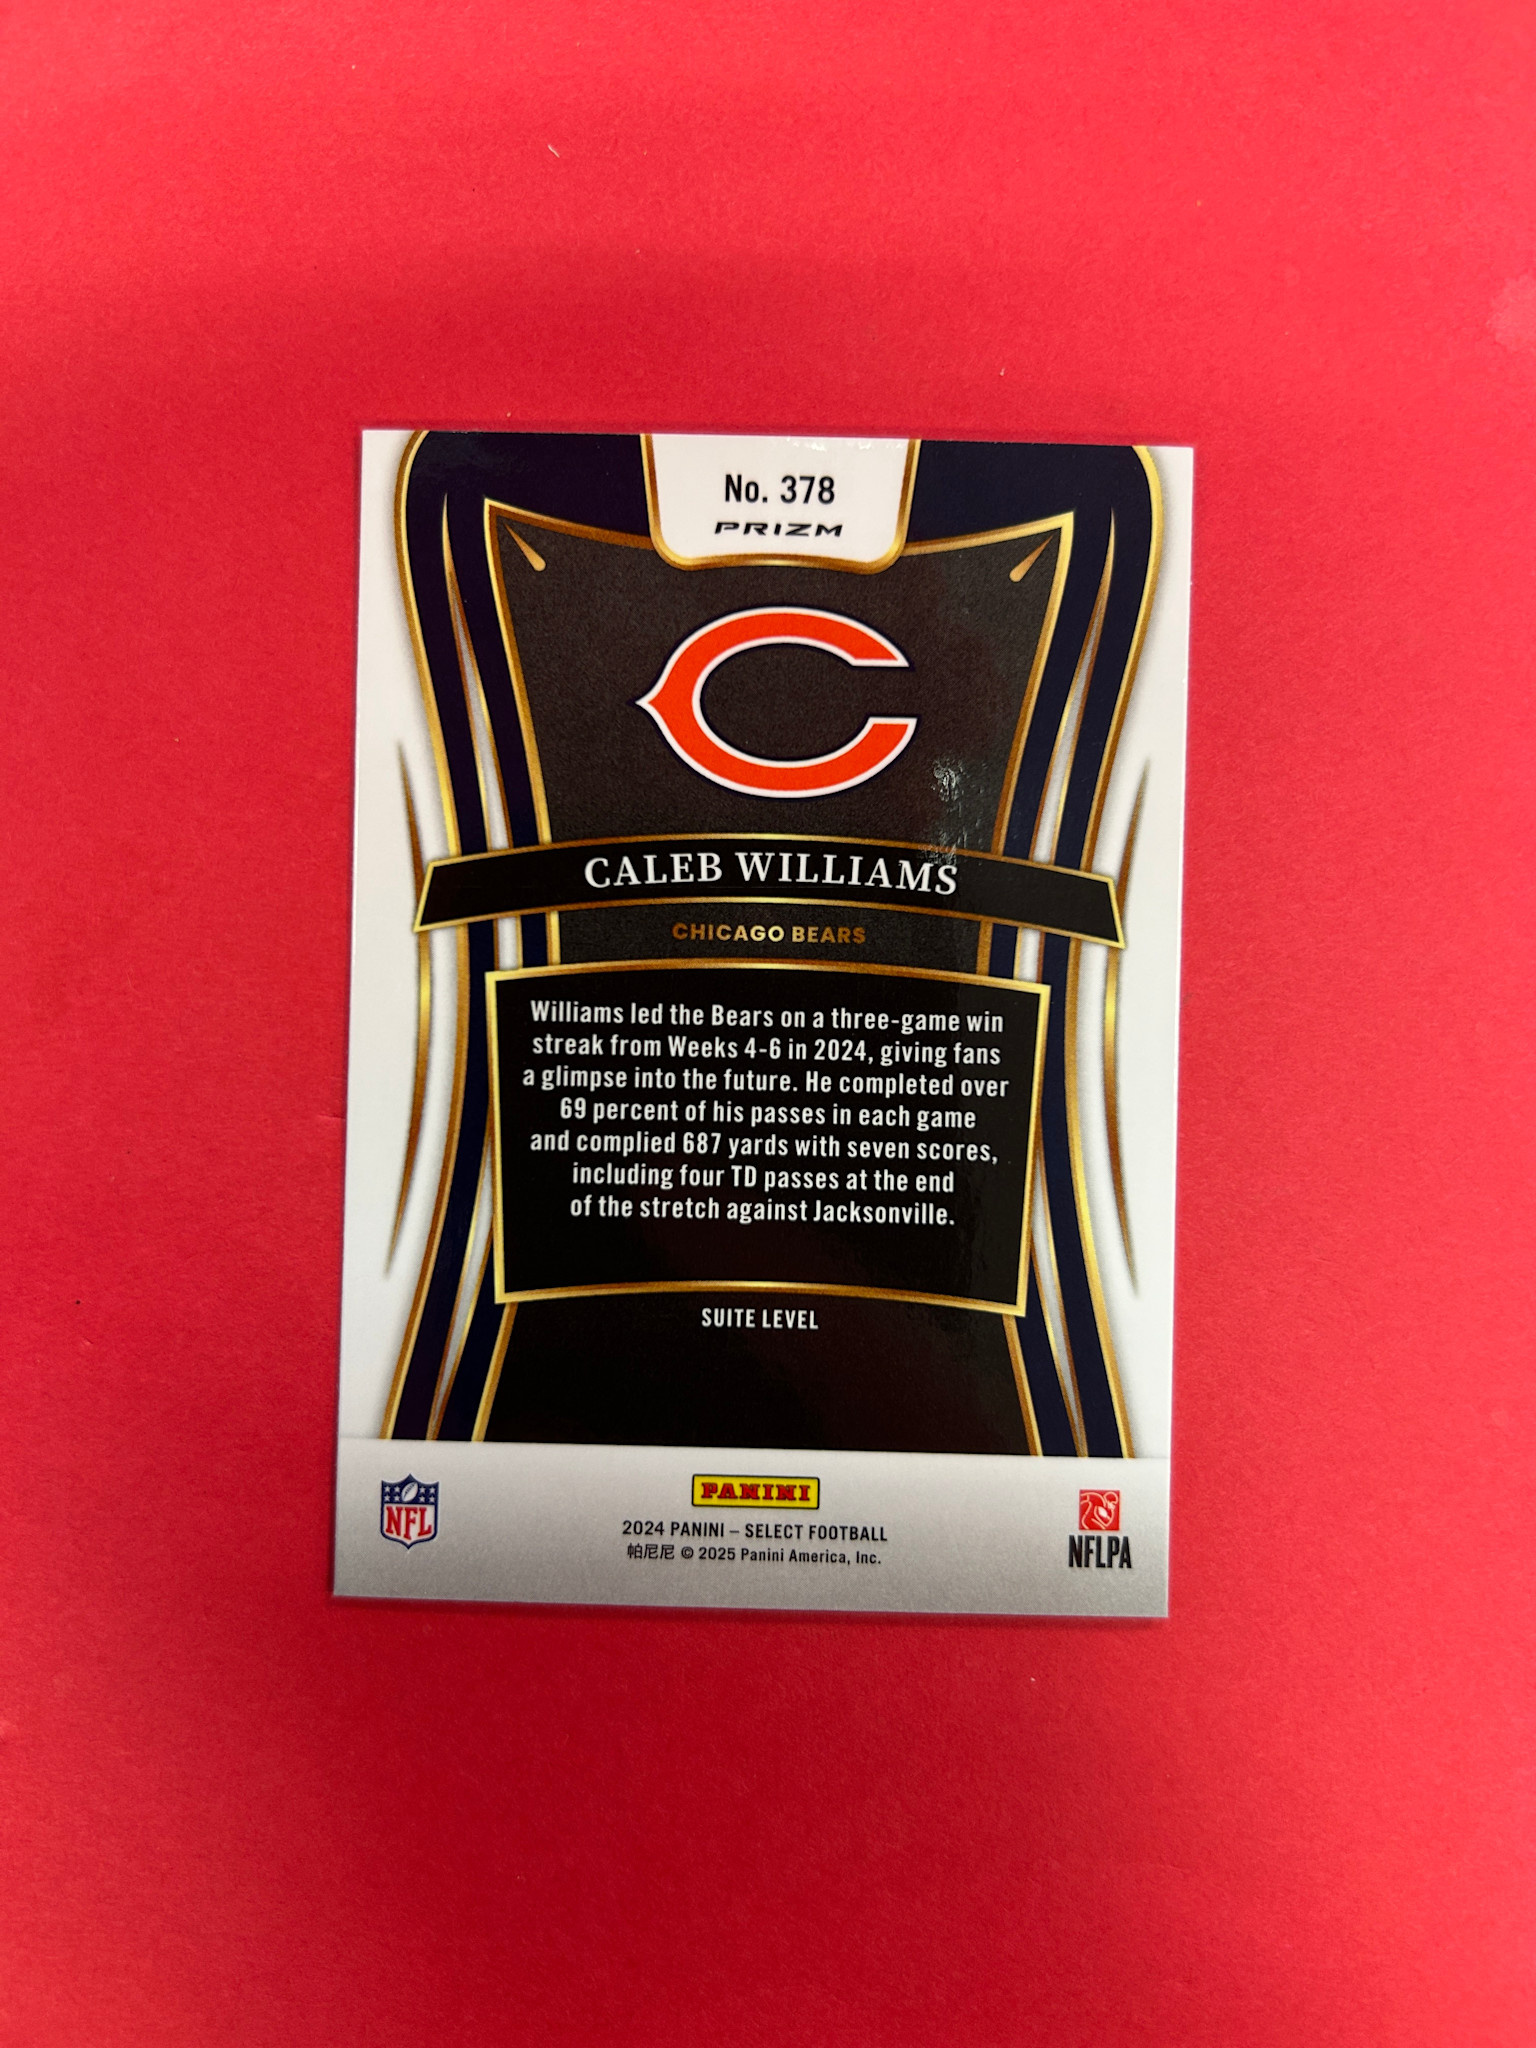 No. 378
PRIZM
CALEB WILLIAMS
CHICAGO BEARS
Williams led the Bears on a three-game win
streak from Weeks 4-6 in 2024, giving fans
a glimpse into the future. He completed over
69 percent of his passes in each game
and complied 687 yards with seven scores,
including four TD passes at the end
of the stretch against Jacksonville.
SUITE LEVEL
NFL
PANINI
2024 PANINI – SELECT FOOTBALL
帕尼尼 © 2025 Panini America, Inc.
NFLPA